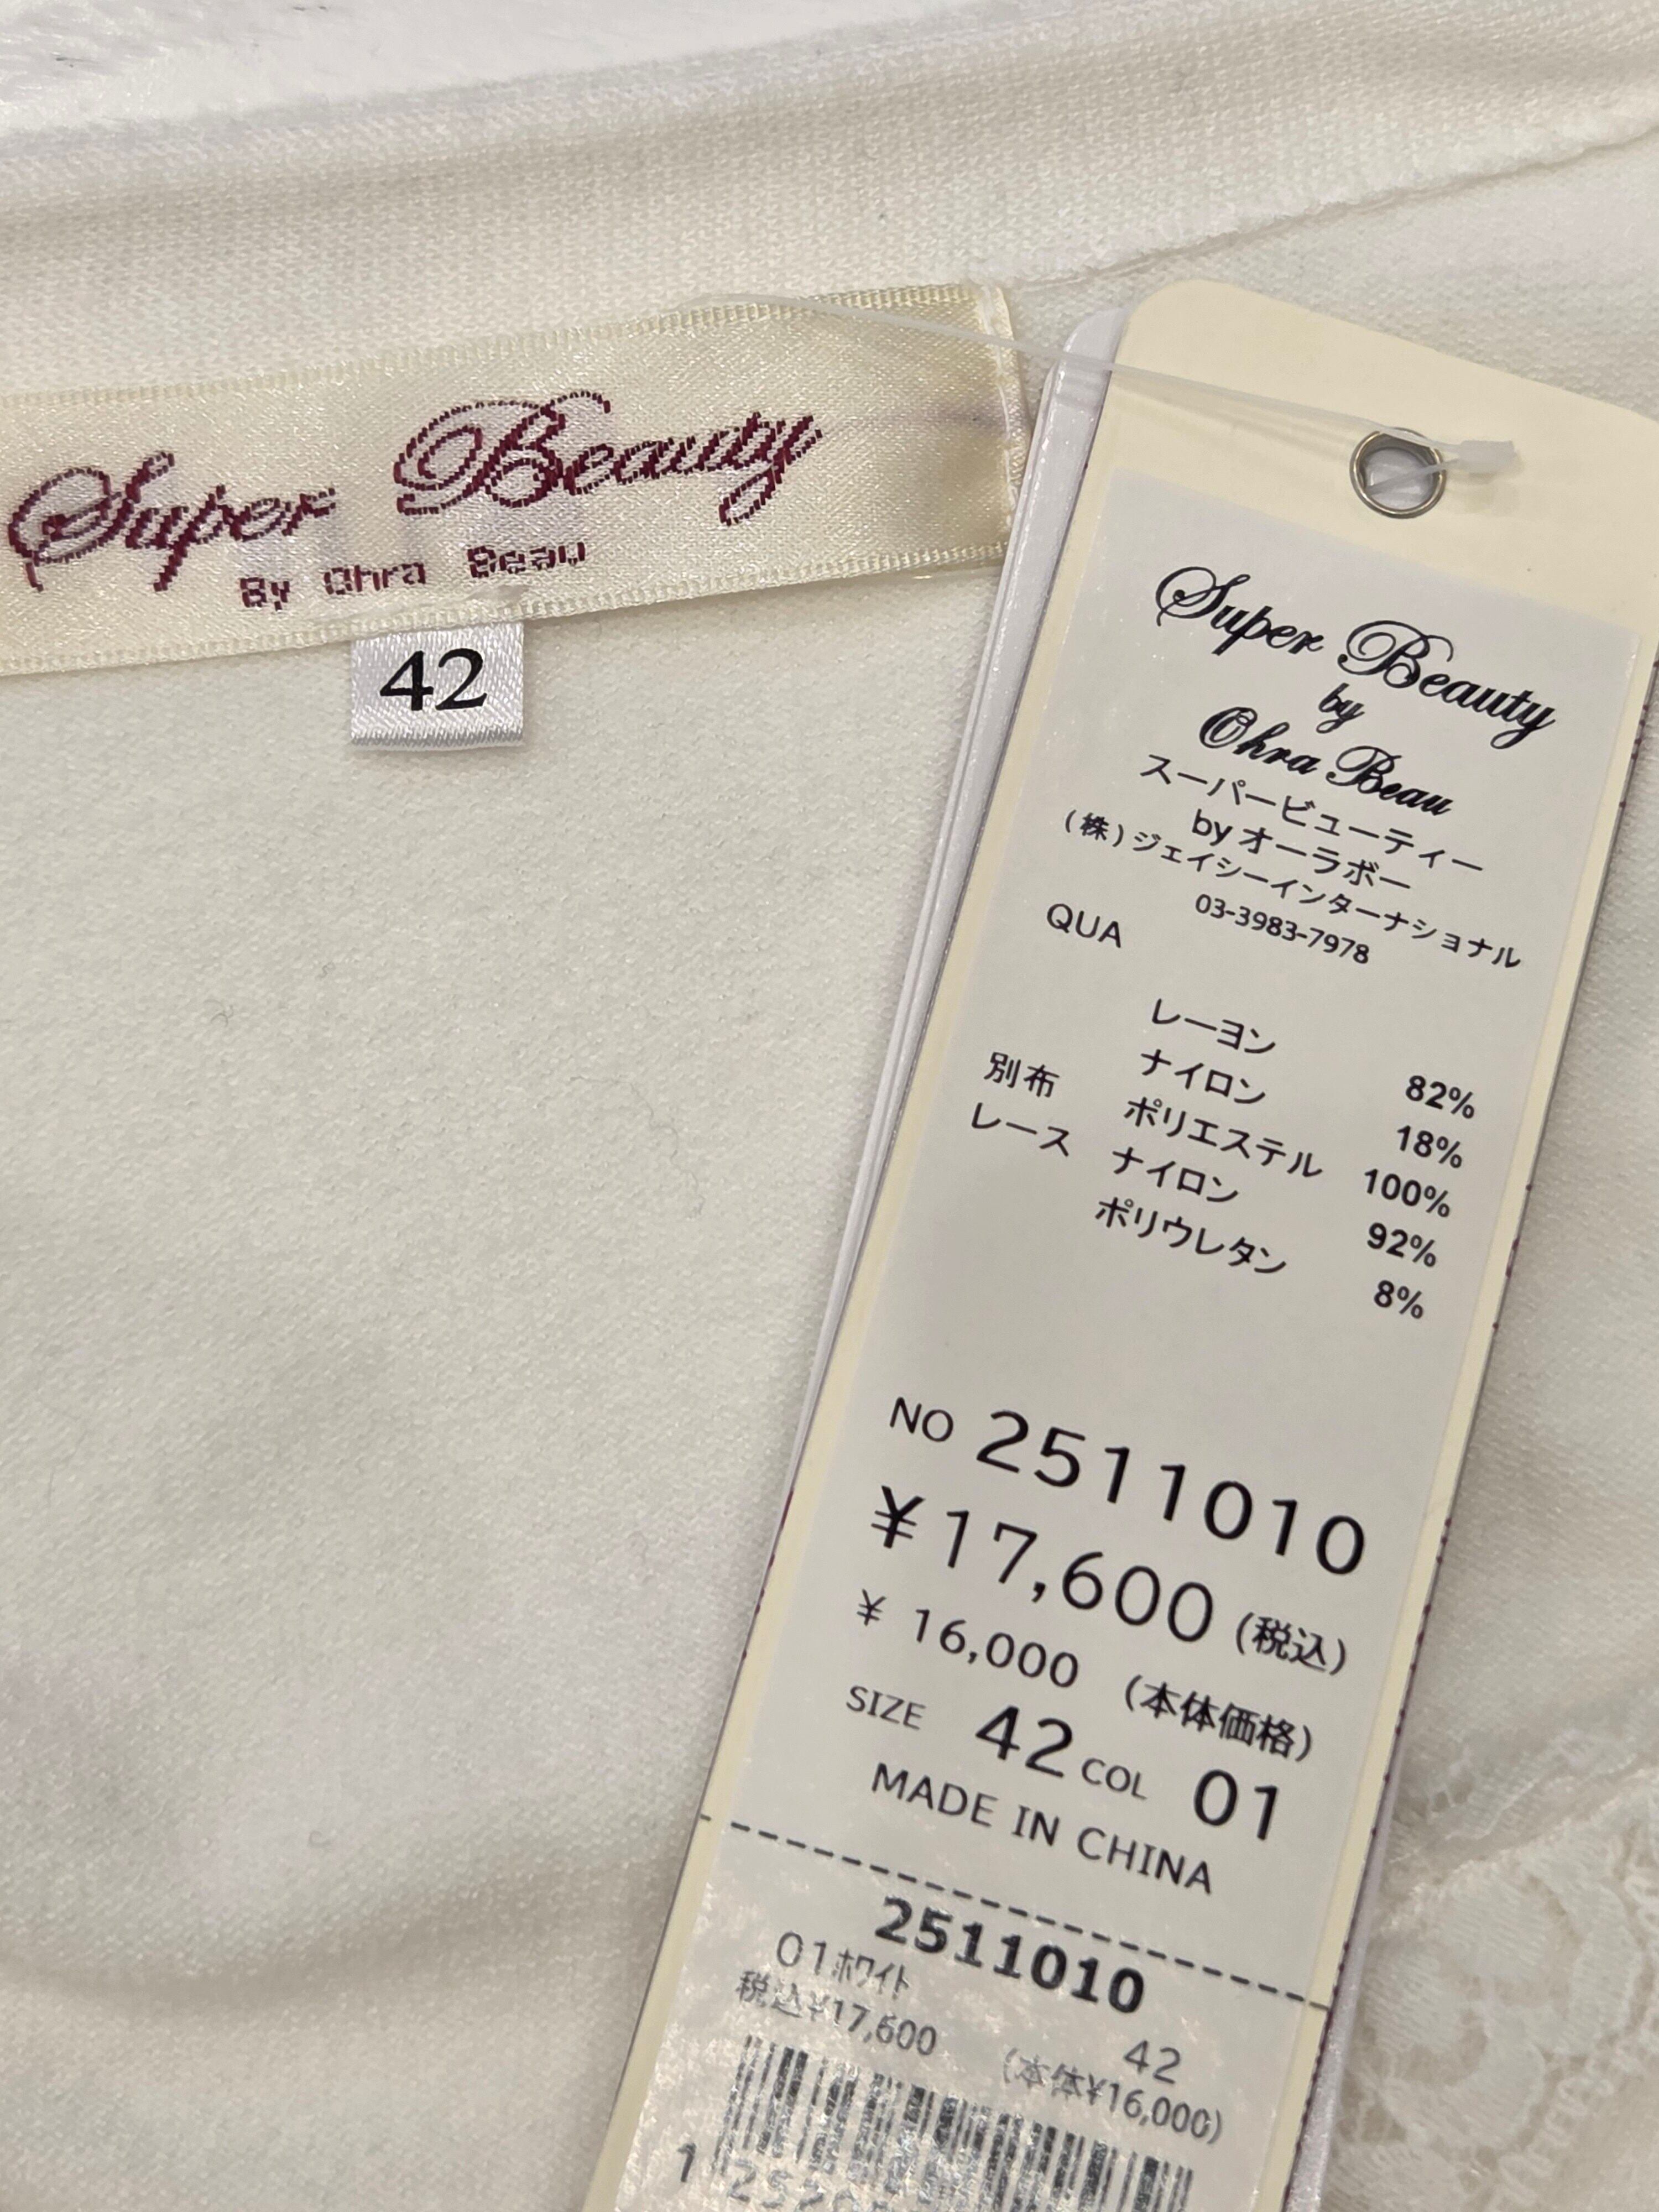 Super Beauty
By Ohra Beau
42
Super Beauty
by
Ohra Beau
スーパービューティー
by オーラボー
(株)ジェイシーインターナショナル
03-3983-7978
QUA
レーヨン 82%
ナイロン 18%
別布 ポリエステル 100%
レース ナイロン 92%
ポリウレタン 8%
NO 2511010
¥17,600 (税込)
¥ 16,000 (本体価格)
SIZE 42 COL 01
MADE IN CHINA
2511010
01ﾎﾜｲﾄ 42
税込¥17,600 (本体¥16,000)